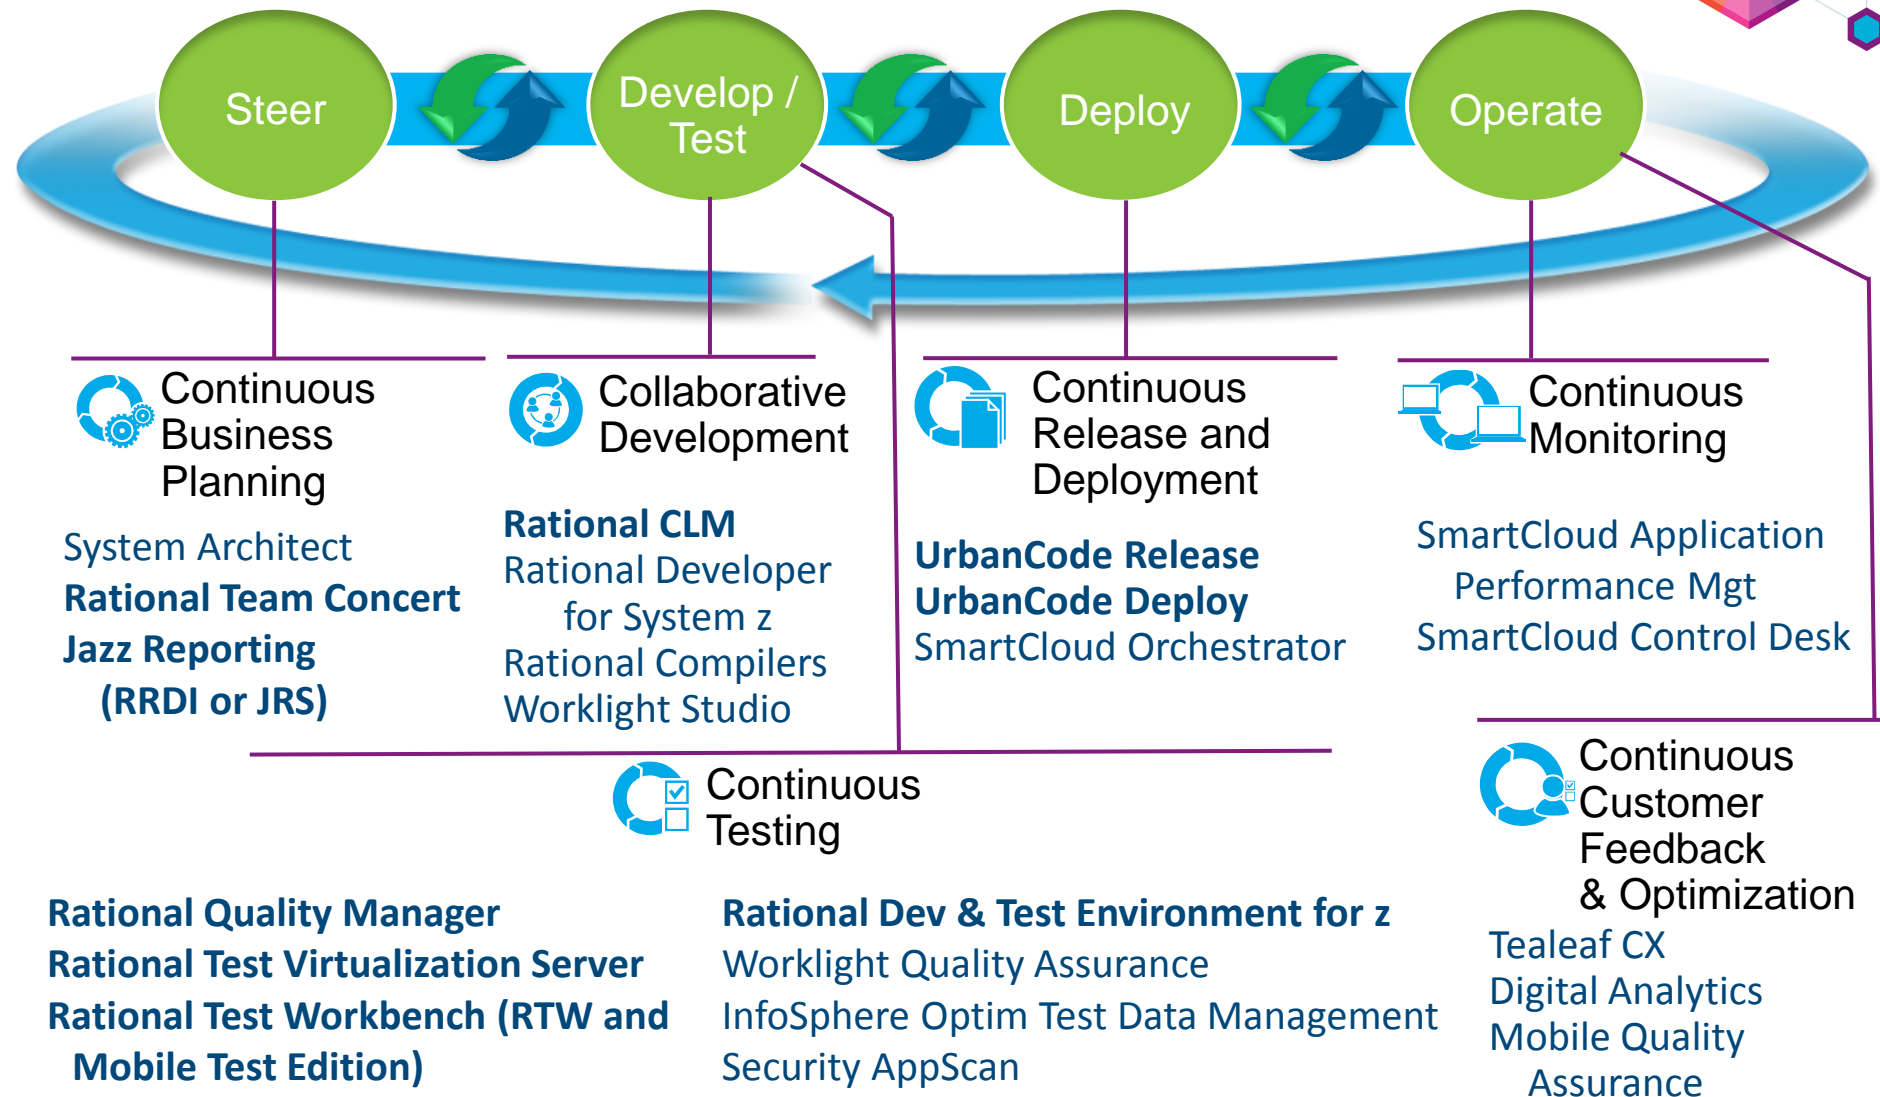 Steer
Develop /
Test
Deploy
Operate
Continuous
Business
Planning
System Architect
Rational Team Concert
Jazz Reporting
(RRDI or JRS)
Collaborative
Development
Rational CLM
Rational Developer
for System z
Rational Compilers
Worklight Studio
Continuous
Release and
Deployment
UrbanCode Release
UrbanCode Deploy
SmartCloud Orchestrator
Continuous
Monitoring
SmartCloud Application
Performance Mgt
SmartCloud Control Desk
Continuous
Testing
Rational Quality Manager
Rational Test Virtualization Server
Rational Test Workbench (RTW and
Mobile Test Edition)
Rational Dev & Test Environment for z
Worklight Quality Assurance
InfoSphere Optim Test Data Management
Security AppScan
Continuous
Customer
Feedback
& Optimization
Tealeaf CX
Digital Analytics
Mobile Quality
Assurance